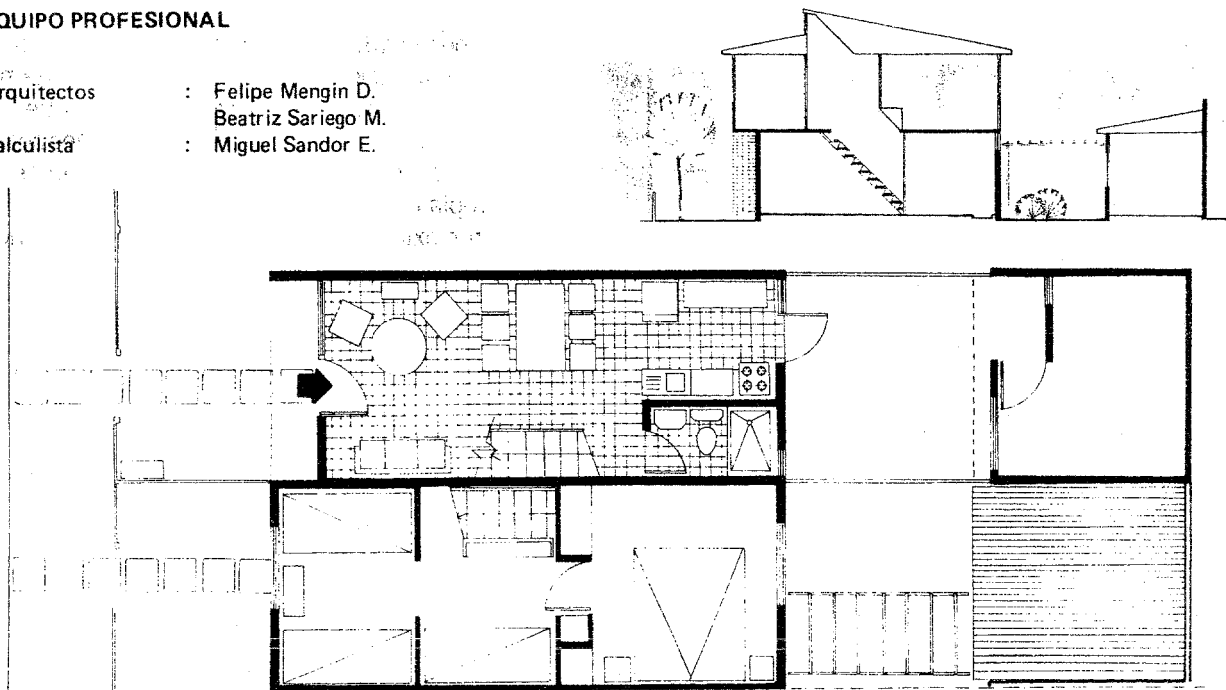 QUIPO PROFESIONAL
rquitectos : Felipe Mengin D.
Beatriz Sariego M.
alculista : Miguel Sandor E.